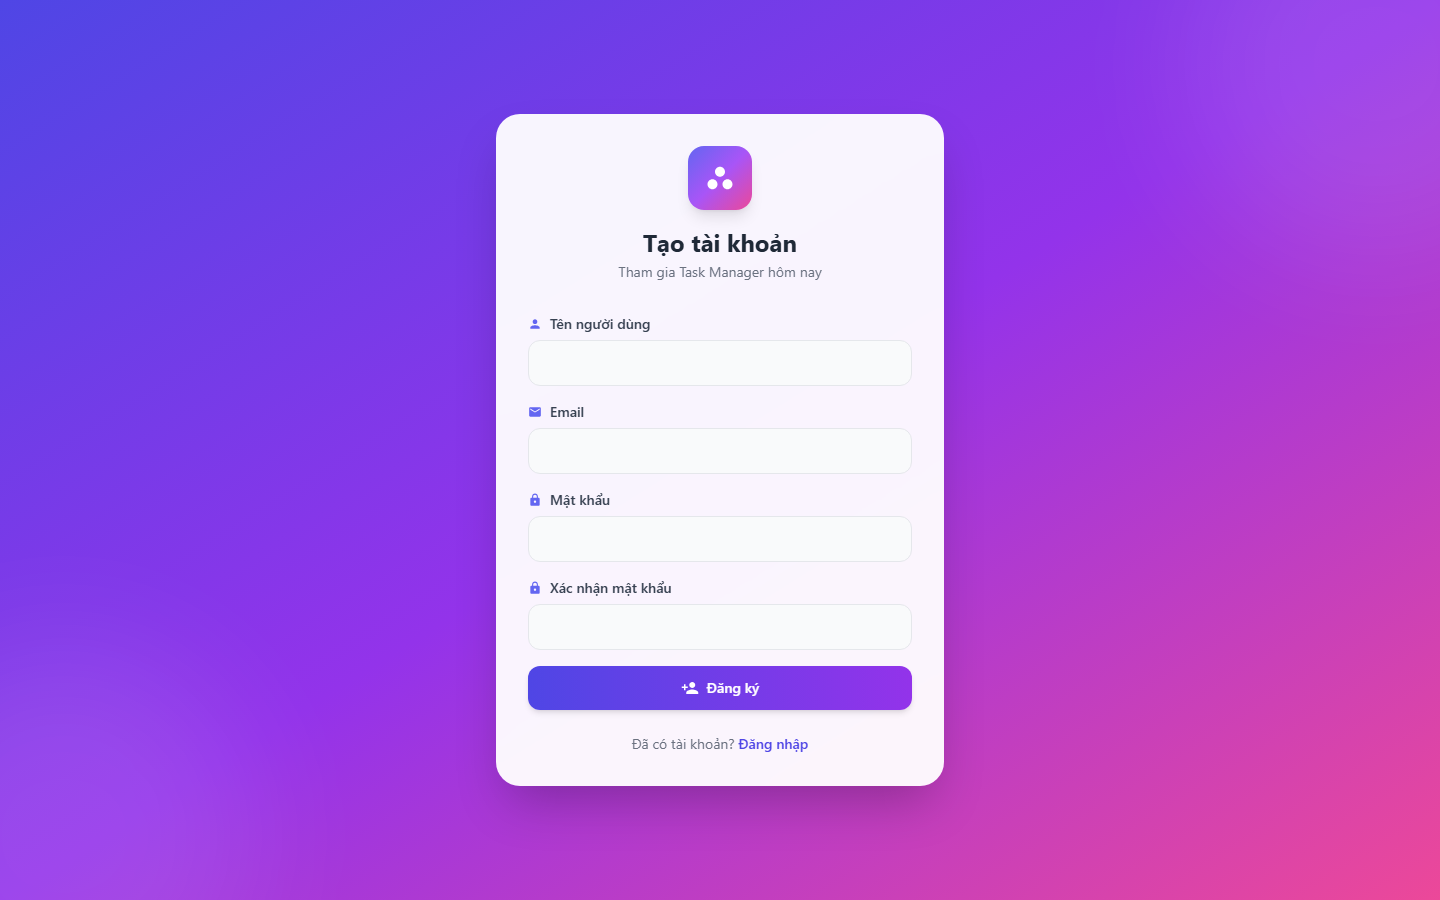 Tạo tài khoản
Tham gia Task Manager hôm nay
Tên người dùng
Email
Mật khẩu
Xác nhận mật khẩu
Đăng ký
Đã có tài khoản? Đăng nhập